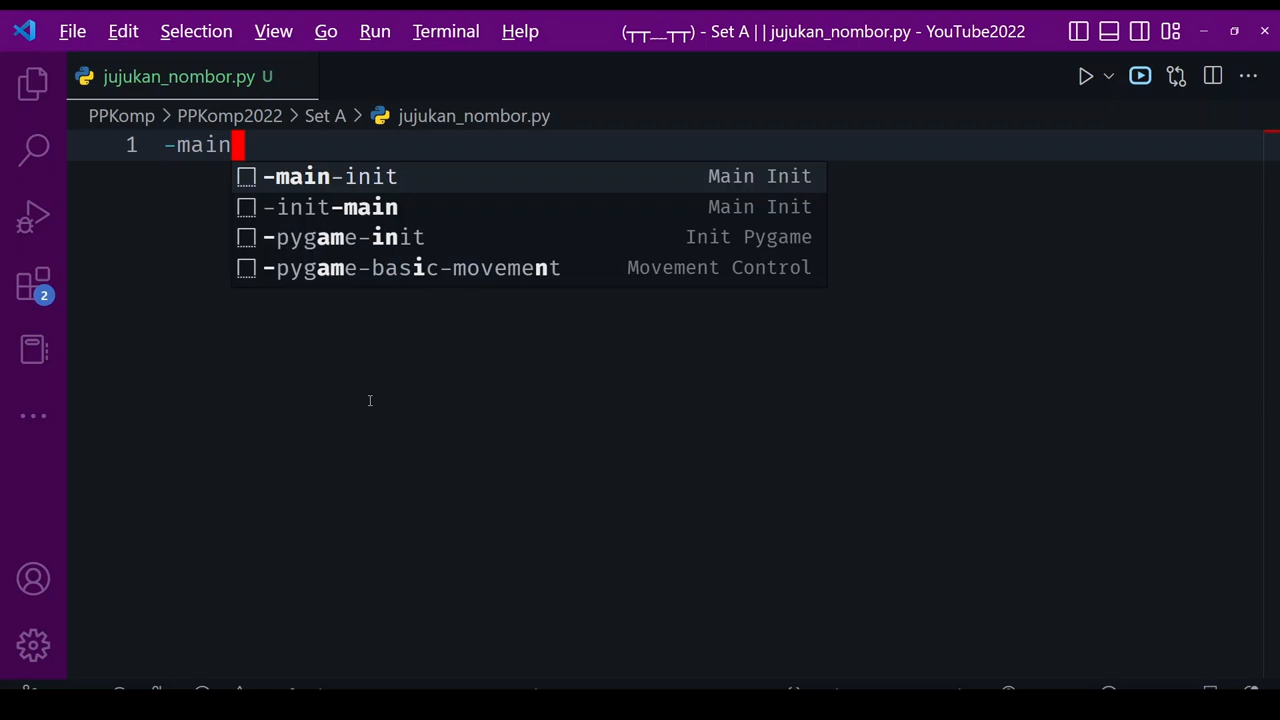 File Edit Selection View Go Run Terminal Help (┬┬﹏┬┬) - Set A || jujukan_nombor.py - YouTube2022
jujukan_nombor.py U
PPKomp > PPKomp2022 > Set A > jujukan_nombor.py
1 -main
-main-init Main Init
-init-main Main Init
-pygame-init Init Pygame
-pygame-basic-movement Movement Control
2